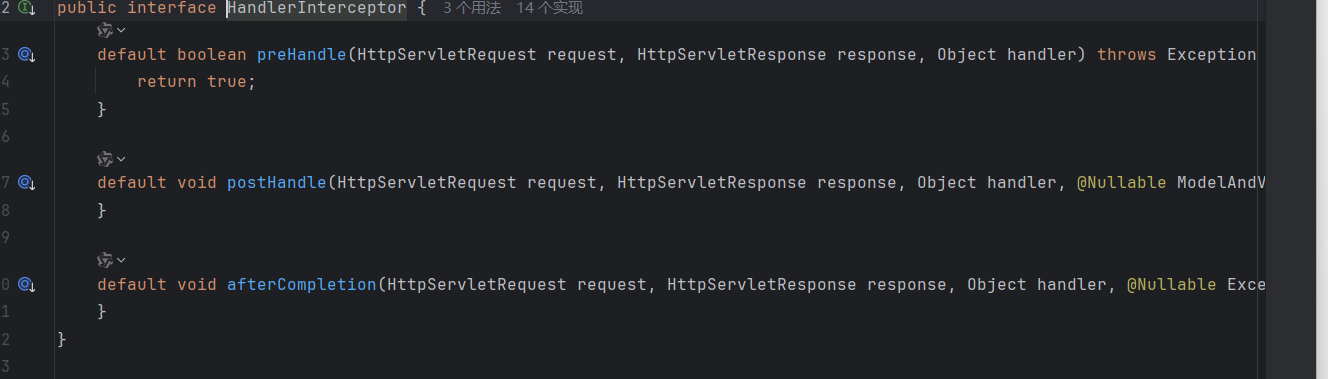 2 public interface HandlerInterceptor { 3 个用法 14 个实现
3 default boolean preHandle(HttpServletRequest request, HttpServletResponse response, Object handler) throws Exception
4 return true;
5 }
6
7 default void postHandle(HttpServletRequest request, HttpServletResponse response, Object handler, @Nullable ModelAndV
8 }
9
0 default void afterCompletion(HttpServletRequest request, HttpServletResponse response, Object handler, @Nullable Exce
1 }
2 }
3